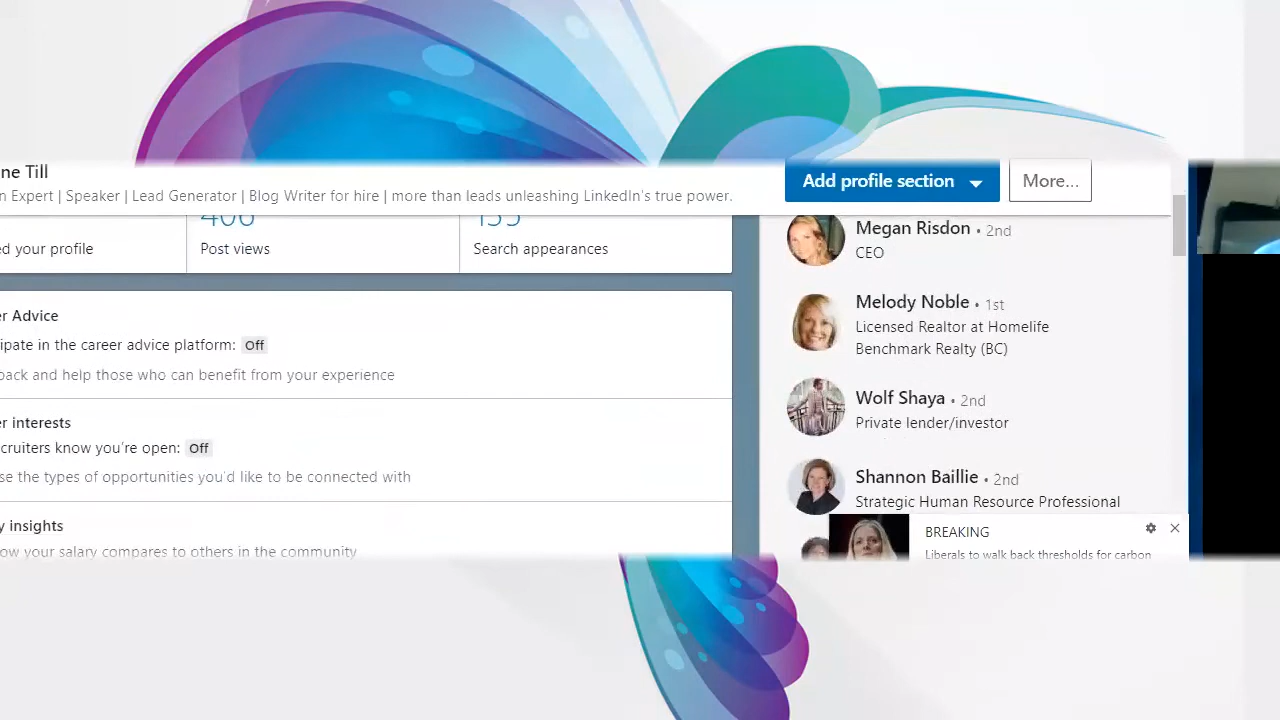 ne Till
n Expert | Speaker | Lead Generator | Blog Writer for hire | more than leads unleashing LinkedIn's true power.
Add profile section
More...
406
155
ed your profile
Post views
Search appearances
er Advice
ipate in the career advice platform: Off
back and help those who can benefit from your experience
er interests
cruiters know you're open: Off
se the types of opportunities you'd like to be connected with
y insights
ow your salary compares to others in the community
Megan Risdon • 2nd
CEO
Melody Noble • 1st
Licensed Realtor at Homelife
Benchmark Realty (BC)
Wolf Shaya • 2nd
Private lender/investor
Shannon Baillie • 2nd
Strategic Human Resource Professional
BREAKING
Liberals to walk back thresholds for carbon